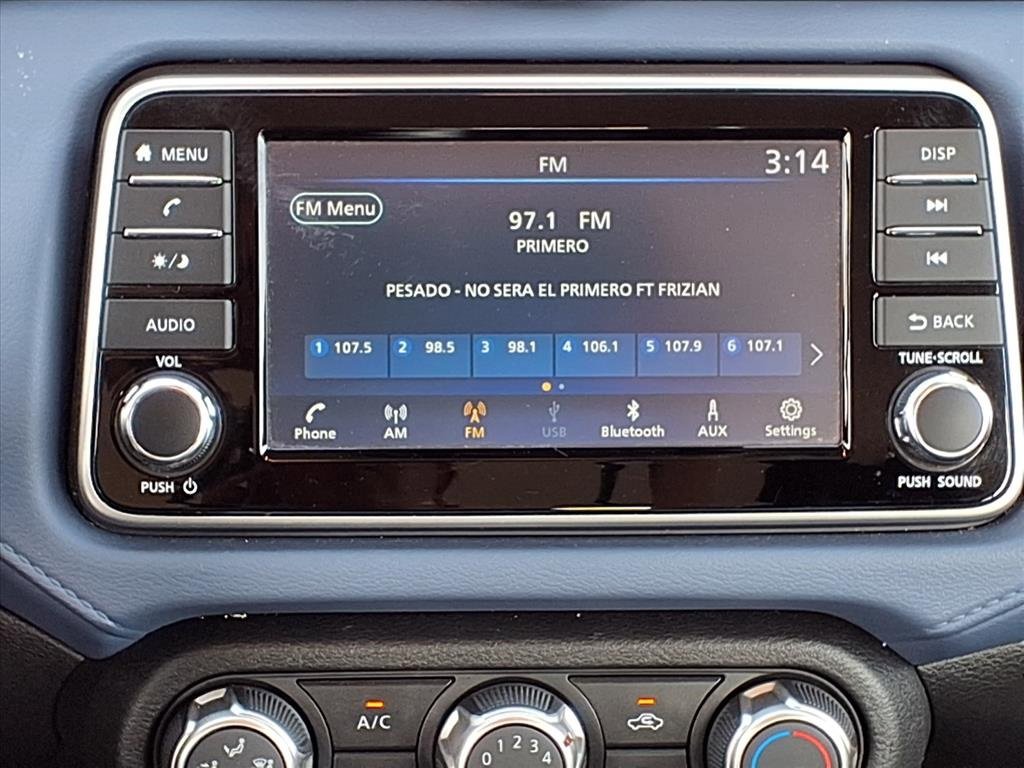 MENU
AUDIO
VOL
PUSH
FM 3:14
FM Menu
97.1 FM
PRIMERO
PESADO - NO SERA EL PRIMERO FT FRIZIAN
1 107.5 2 98.5 3 98.1 4 106.1 5 107.9 6 107.1
Phone AM FM USB Bluetooth AUX Settings
DISP
BACK
TUNE·SCROLL
PUSH SOUND
A/C
0 1 2 3 4